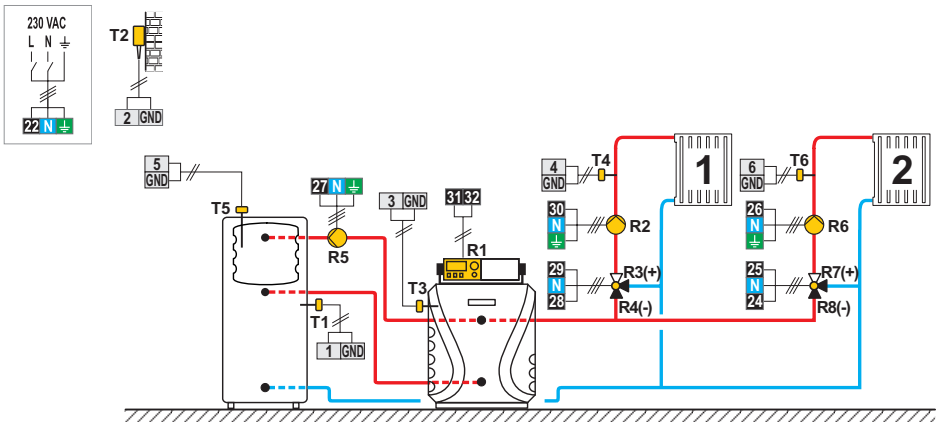 230 VAC
L N
22 N
T2
2 GND
5
GND
T5
27 N
R5
3 GND
31 32
R1
T3
T1
1 GND
4
GND
T4
30
N
R2
29
N
28
R3(+)
R4(-)
1
6
GND
T6
26
N
R6
25
N
24
R7(+)
R8(-)
2